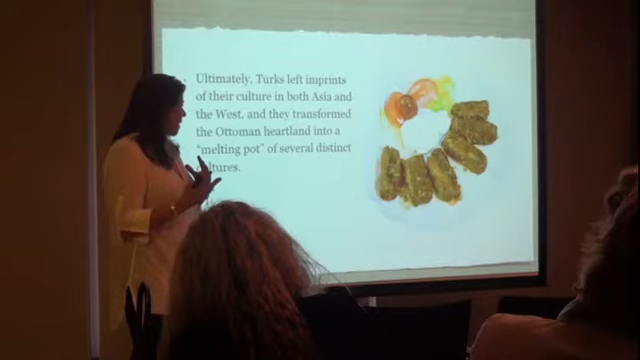 Ultimately, Turks left imprints
of their culture in both Asia and
the West, and they transformed
the Ottoman heartland into a
“melting pot” of several distinct
cultures.